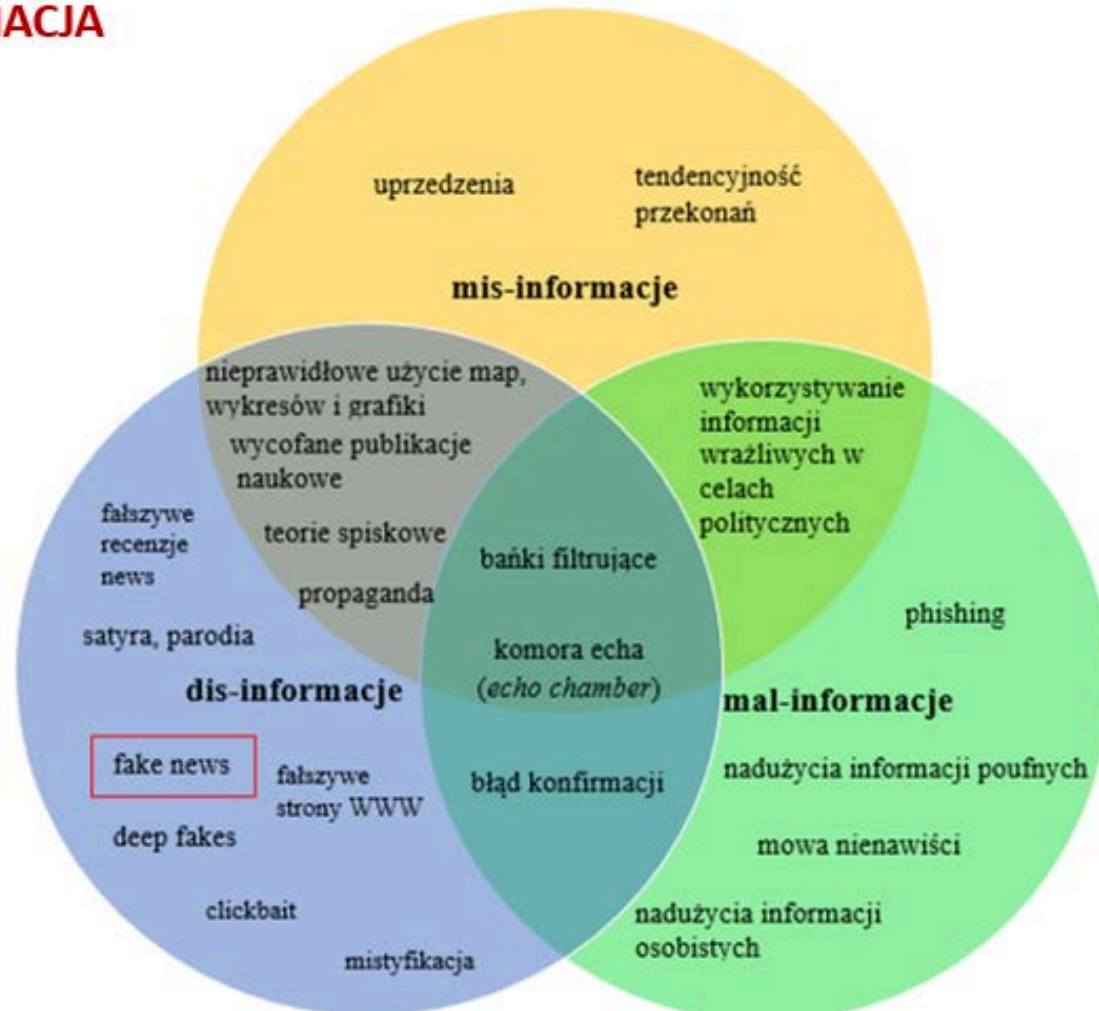 MACJA
uprzedzenia
tendencyjność
przekonań
mis-informacje
nieprawidłowe użycie map,
wykresów i grafiki
wycofane publikacje
naukowe
teorie spiskowe
propaganda
wykorzystywanie
informacji
wrażliwych w
celach
politycznych
bańki filtrujące
komora echa
(echo chamber)
błąd konfirmacji
fałszywe
recenzje
news
satyra, parodia
dis-informacje
fake news
fałszywe
strony WWW
deep fakes
clickbait
mistyfikacja
phishing
mal-informacje
nadużycia informacji poufnych
mowa nienawiści
nadużycia informacji
osobistych